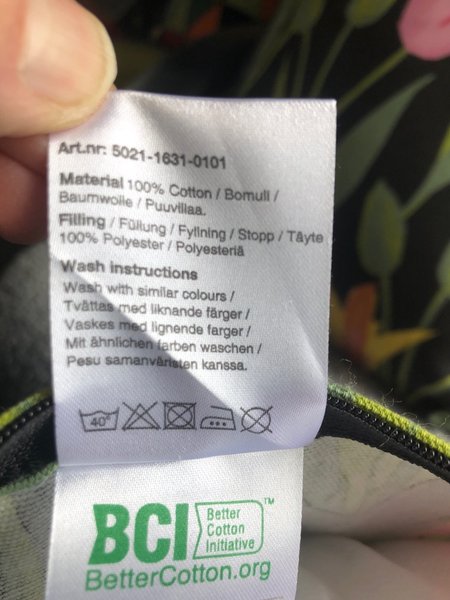 Art.nr: 5021-1631-0101
Material 100% Cotton / Bomull /
Baumwolle / Puuvillaa.
Filling / Füllung / Fyllning / Stopp / Täyte
100% Polyester / Polyesteriä
Wash instructions
Wash with similar colours /
Tvättas med liknande färger /
Vaskes med lignende farger /
Mit ähnlichen farben waschen /
Pesu samanväristen kanssa.
40°
BCI Better
Cotton
Initiative
TM
BetterCotton.org